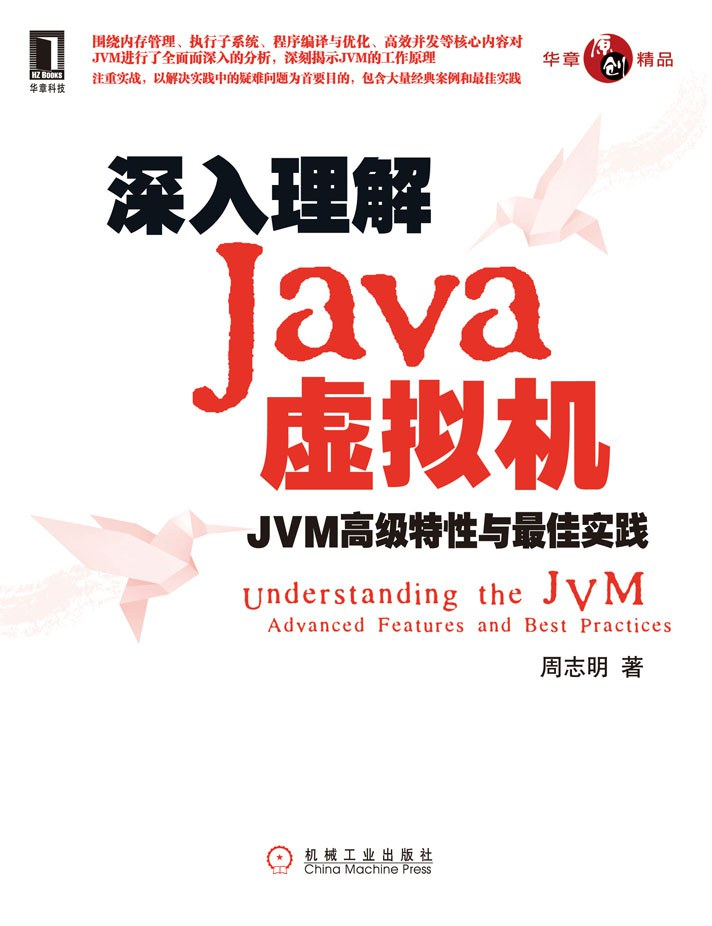 HZ Books
华章科技
围绕内存管理、执行子系统、程序编译与优化、高效并发等核心内容对
JVM进行了全面而深入的分析，深刻揭示JVM的工作原理
注重实战，以解决实践中的疑难问题为首要目的，包含大量经典案例和最佳实践
华章 原创 精品
深入理解
Java
虚拟机
JVM高级特性与最佳实践
Understanding the JVM
Advanced Features and Best Practices
周志明 著
机械工业出版社
China Machine Press